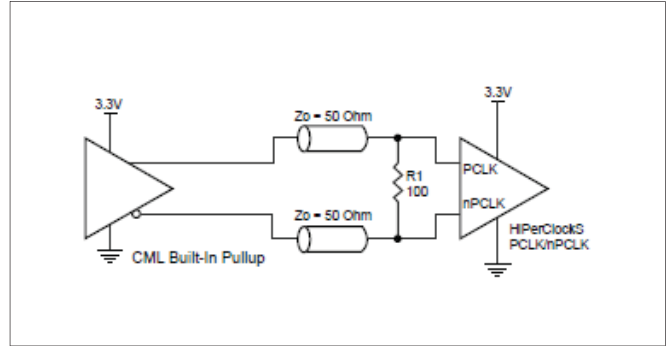 3.3V
3.3V
Zo = 50 Ohm
PCLK
R1
100
nPCLK
Zo = 50 Ohm
HiPerClockS
PCLK/nPCLK
CML Built-In Pullup